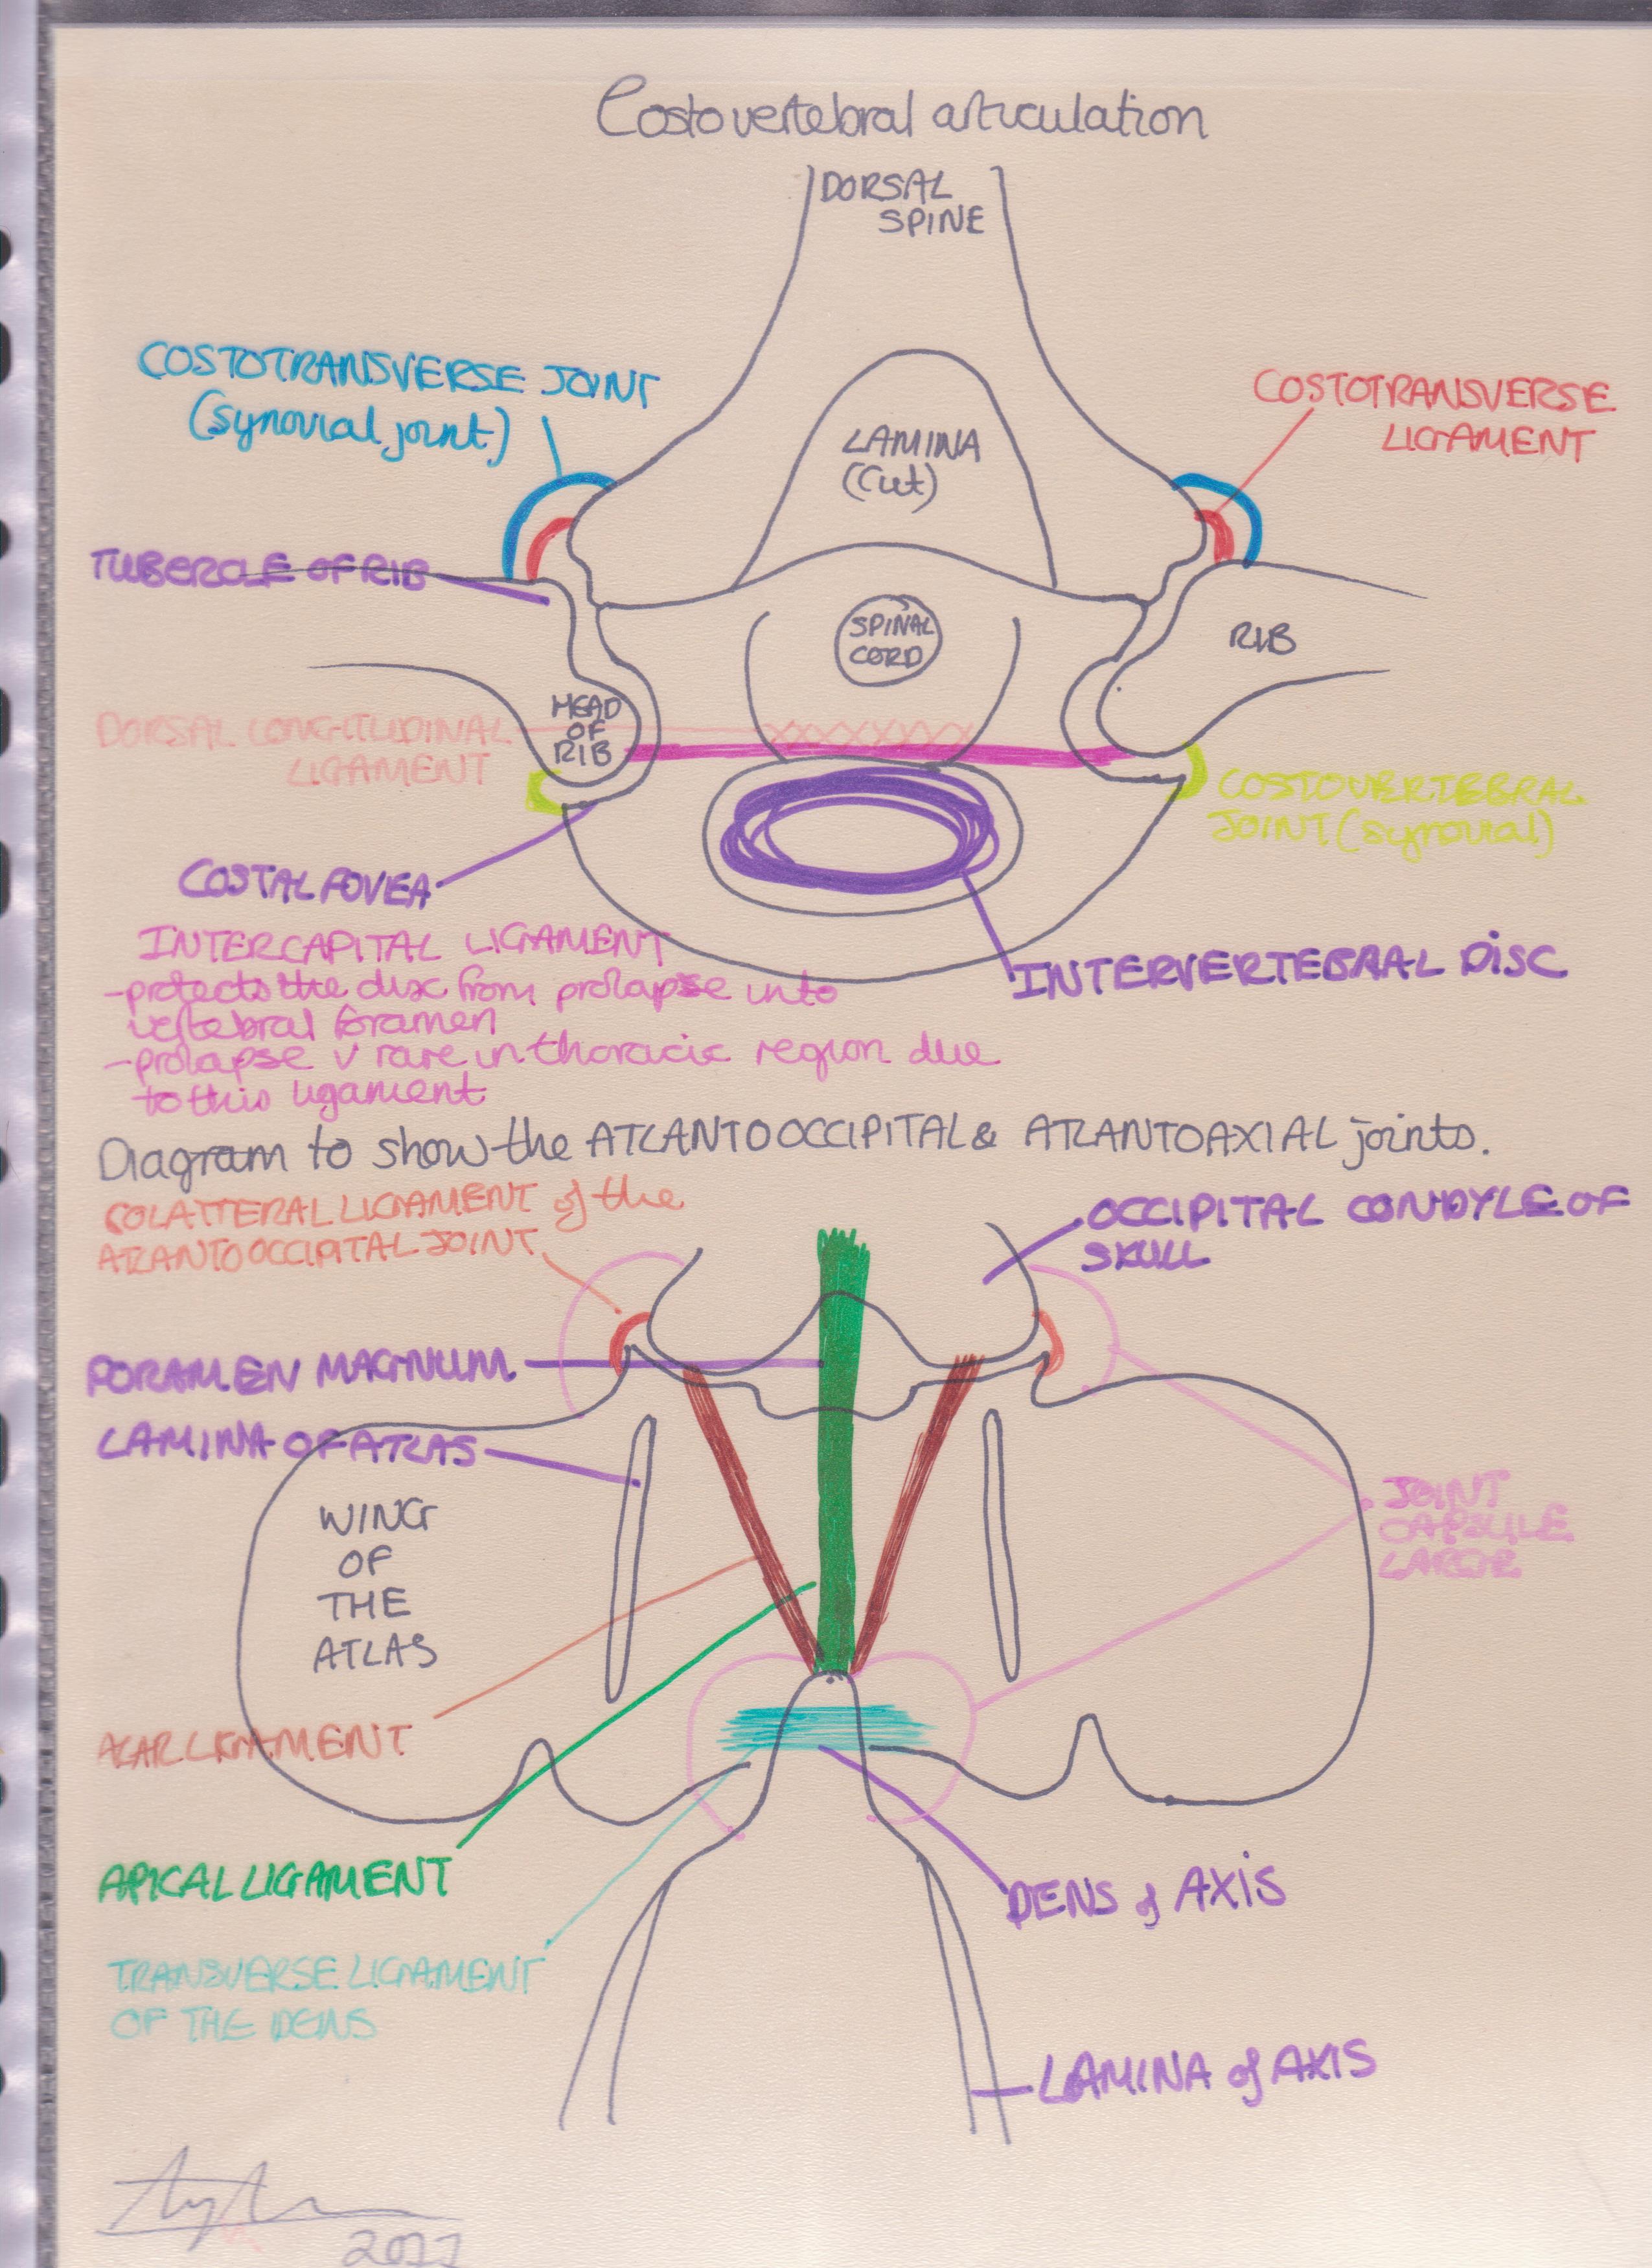 Costovertebral articulation
DORSAL
SPINE
COSTOTRANSVERSE JOINT
(synovial joint)
COSTOTRANSVERSE
LIGAMENT
LAMINA
(Cut)
TUBERCLE OF RIB
SPINAL
CORD
RIB
HEAD
OF
RIB
DORSAL LONGITUDINAL
LIGAMENT
COSTOVERTEBRAL
JOINT (synovial)
COSTAL FOVEA
INTERVERTEBRAL DISC
INTERCAPITAL LIGAMENT
-protects the disc from prolapse into
vertebral foramen
-prolapse v rare in thoracic region due
to this ligament
Diagram to show the ATLANTOOCCIPITAL & ATLANTOAXIAL joints.
COLATTERAL LIGAMENT of the
ATLANTOOCCIPITAL JOINT
OCCIPITAL CONDYLE OF
SKULL
FORAMEN MAGNUM
LAMINA OF ATLAS
WING
OF
THE
ATLAS
JOINT
CAPSULE
ALAR LIGAMENT
APICAL LIGAMENT
DENS of AXIS
TRANSVERSE LIGAMENT
OF THE DENS
LAMINA of AXIS
2011